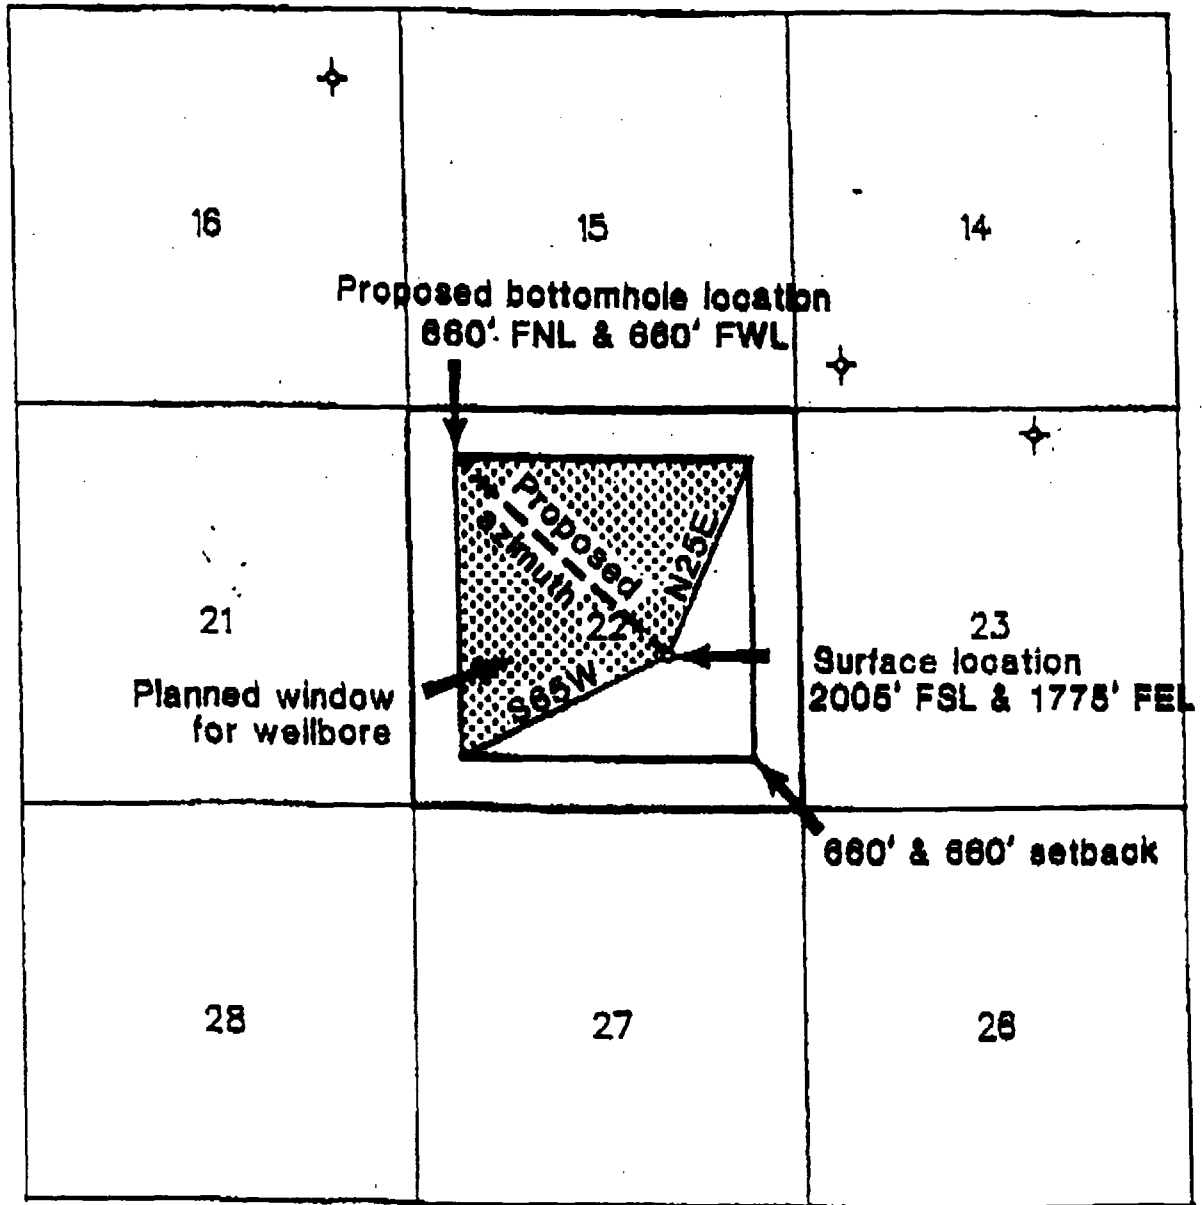 16
15
14
Proposed bottomhole location
660' FNL & 660' FWL
Proposed
azimuth
N25E
21
22
23
Surface location
2005' FSL & 1775' FEL
Planned window
for wellbore
S65W
660' & 660' setback
28
27
26